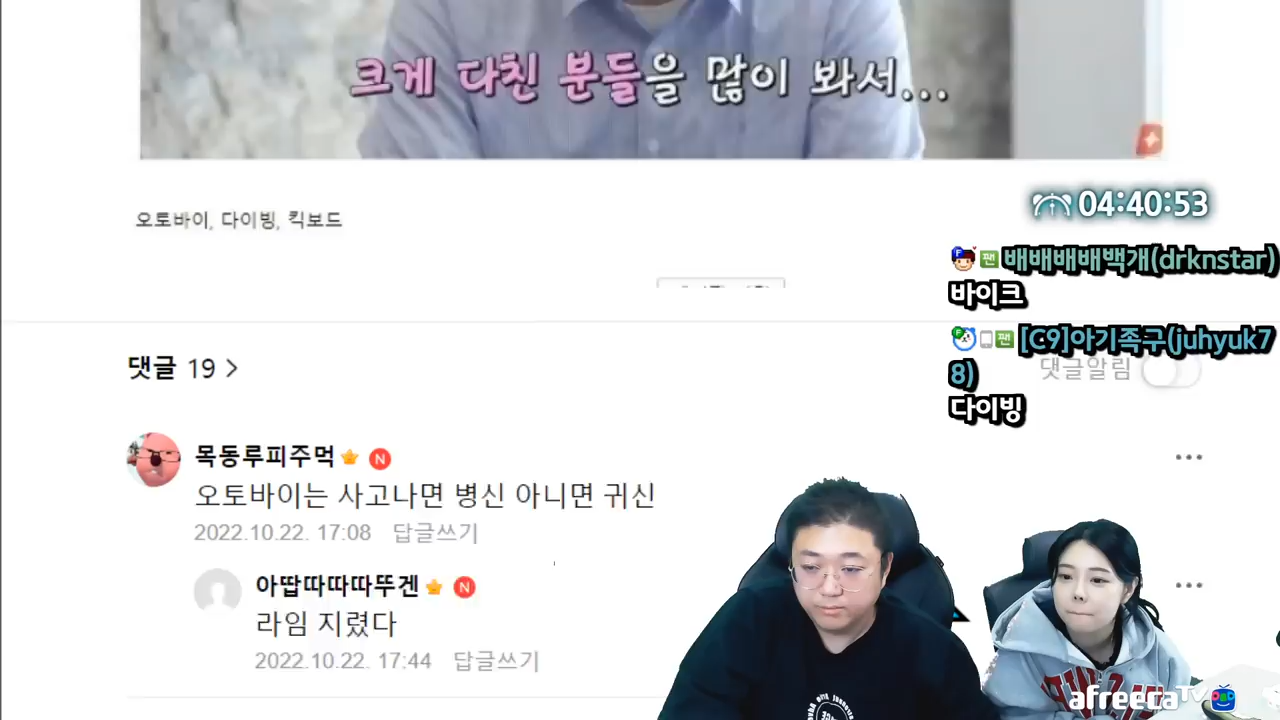 크게 다친 분들을 많이 봐서...
오토바이, 다이빙, 킥보드
04:40:53
배배배배백개(drknstar)
바이크
[C9]아기족구(juhyuk7
8)
다이빙
댓글 19 >
댓글알림
목동루피주먹
오토바이는 사고나면 병신 아니면 귀신
2022.10.22. 17:08 답글쓰기
아땁따따따뚜겐
라임 지렸다
2022.10.22. 17:44 답글쓰기
afreecaTV